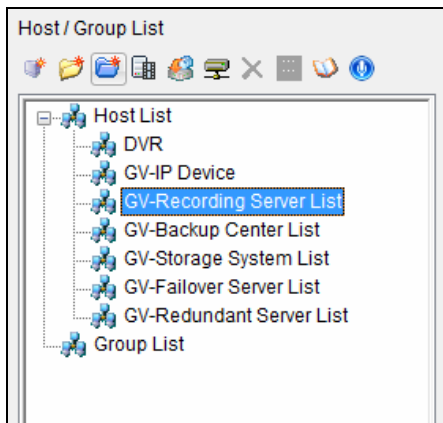 Host / Group List
Host List
DVR
GV-IP Device
GV-Recording Server List
GV-Backup Center List
GV-Storage System List
GV-Failover Server List
GV-Redundant Server List
Group List